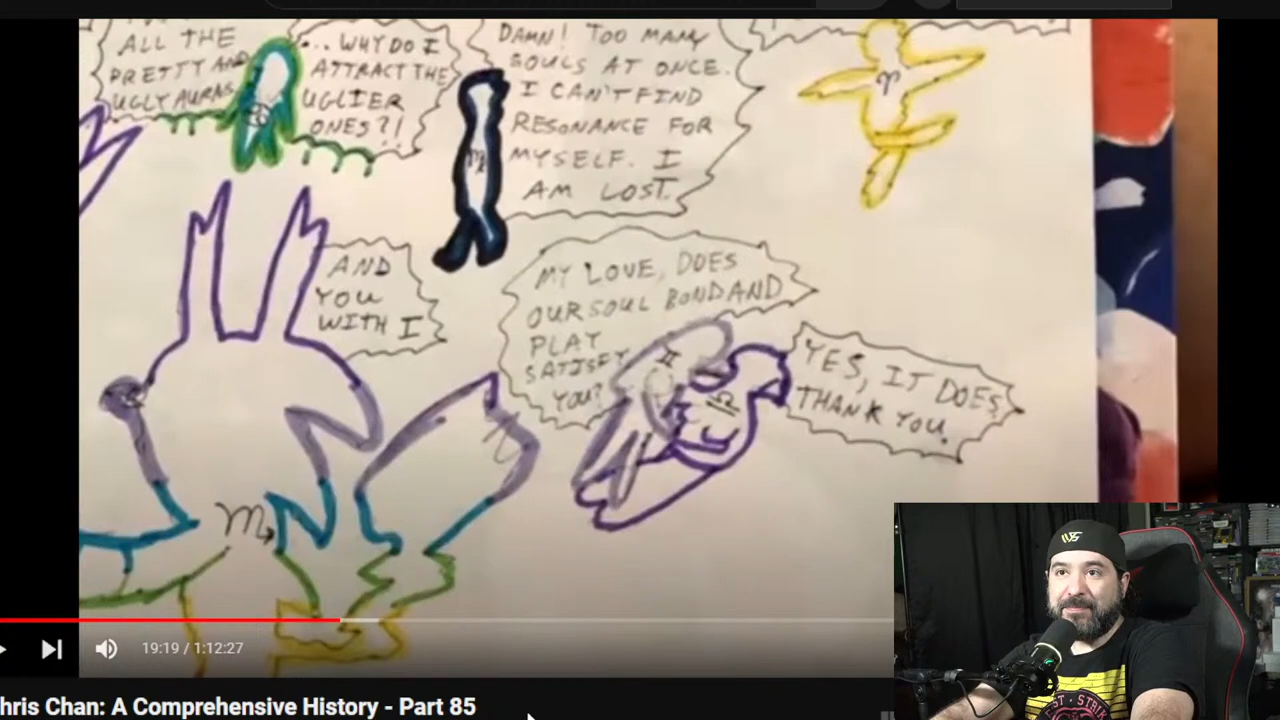 ALL THE
PRETTY AND
UGLY AURAS
... WHY DO I
ATTRACT THE
UGLIER
ONES?!
DAMN! TOO MANY
SOULS AT ONCE.
I CAN'T FIND
RESONANCE FOR
MYSELF. I
AM LOST.
♈
♏
AND
YOU
WITH I
MY LOVE, DOES
OUR SOUL BOND AND
PLAY
SATISFY
YOU?
♊
♎
YES, IT DOES,
THANK YOU.
♏
19:19 / 1:12:27
hris Chan: A Comprehensive History - Part 85